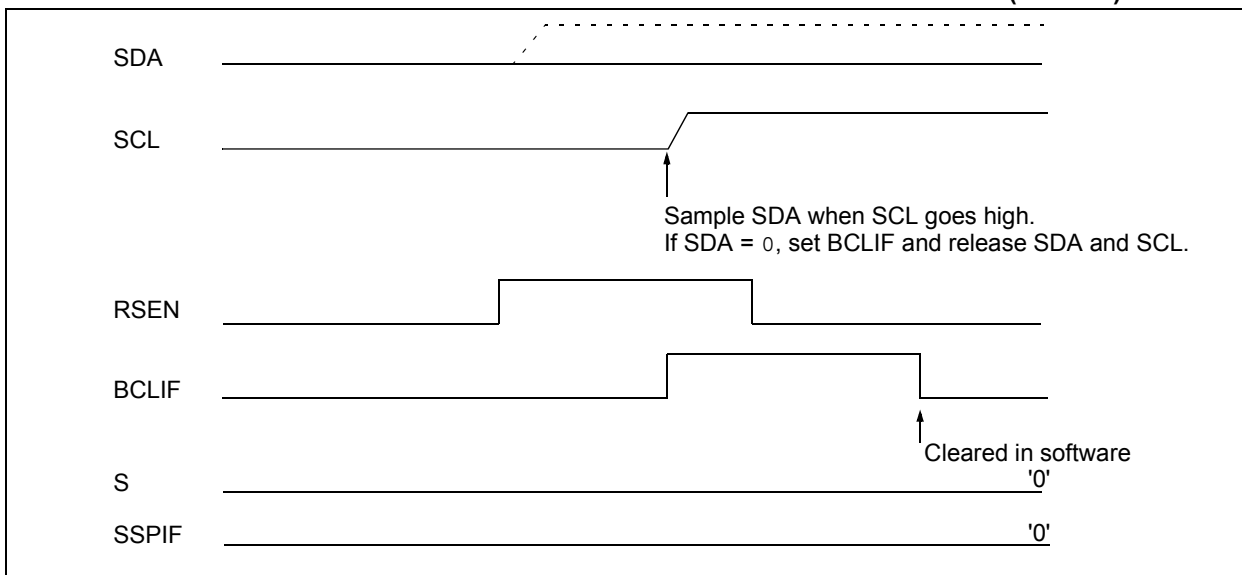 SDA
SCL
Sample SDA when SCL goes high.
If SDA = 0, set BCLIF and release SDA and SCL.
RSEN
BCLIF
Cleared in software
S
'0'
SSPIF
'0'